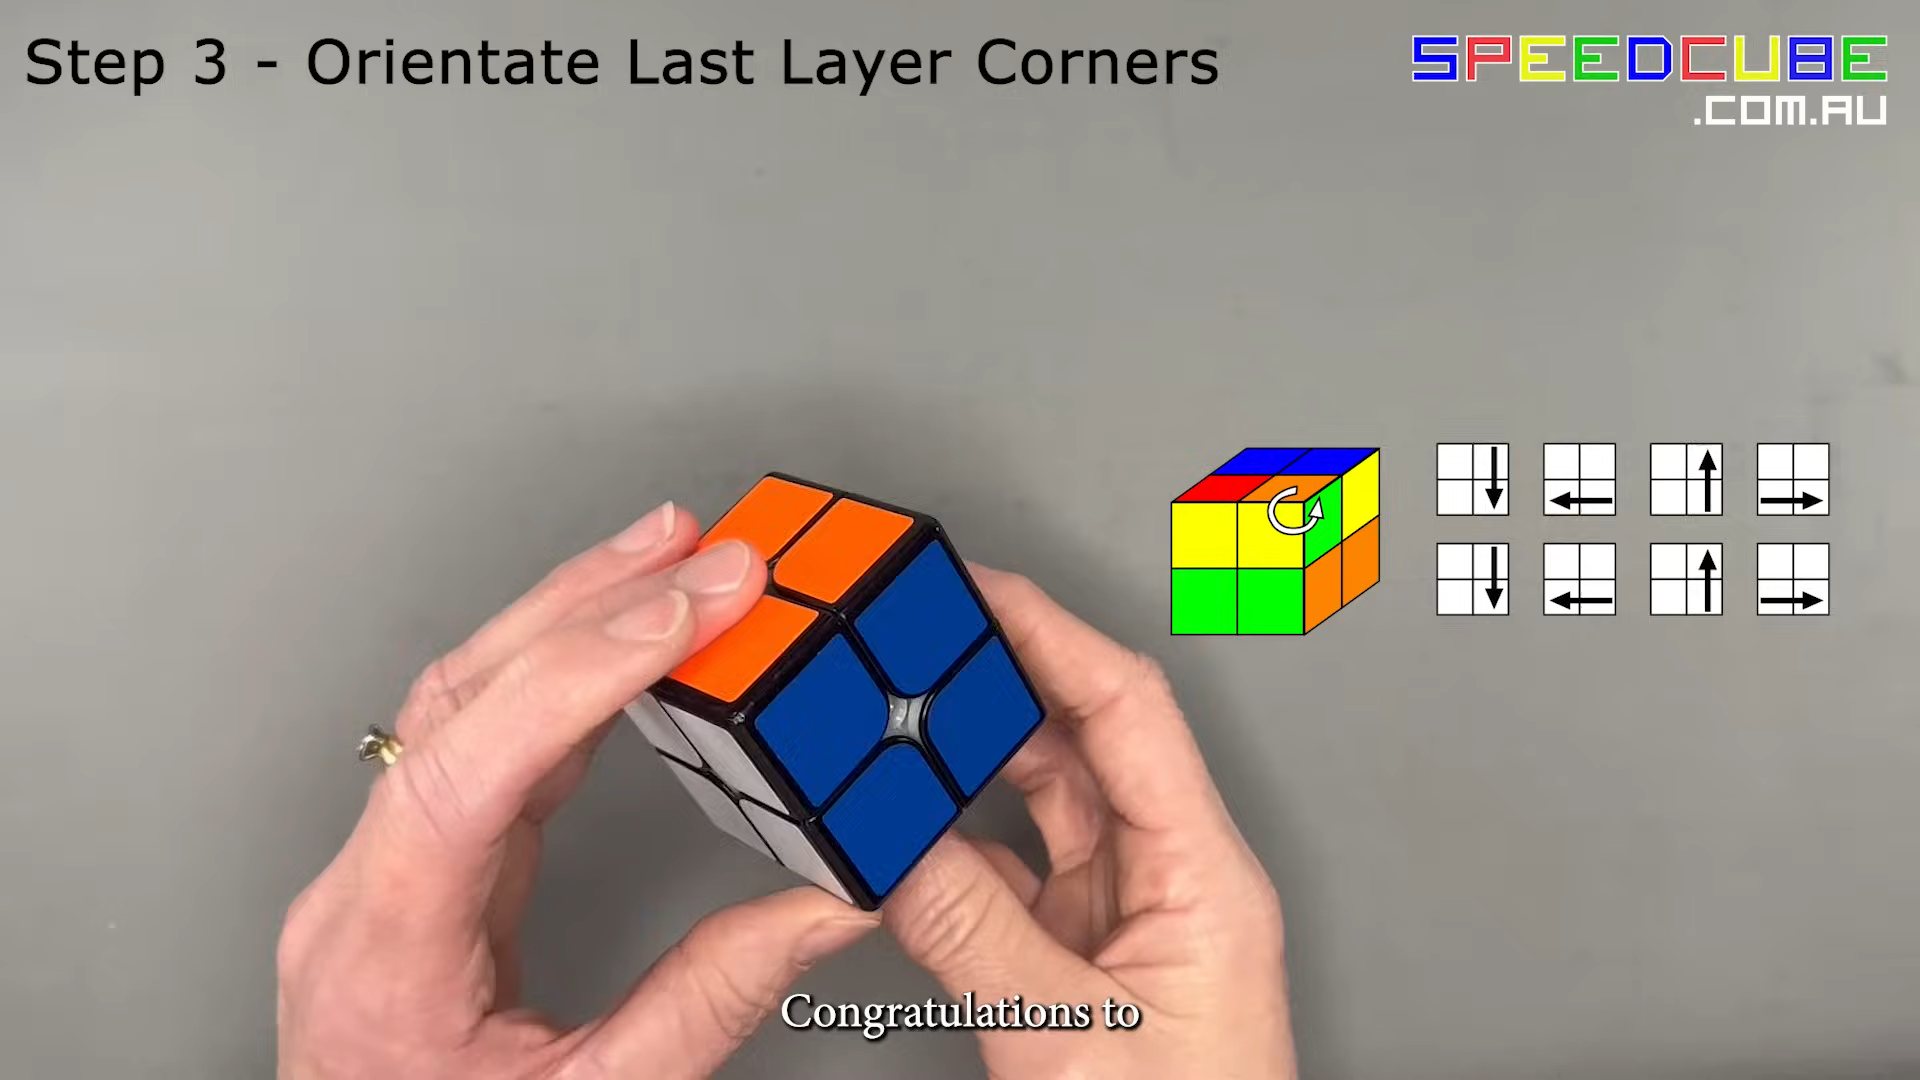 Step 3 - Orientate Last Layer Corners
SPEEDCUBE
.COM.AU
Congratulations to